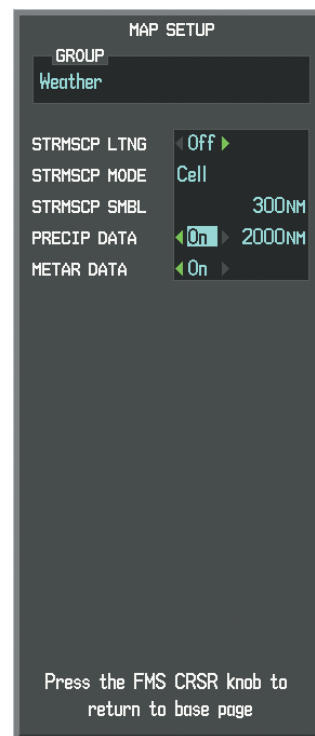 MAP SETUP
GROUP
Weather
STRMSCP LTNG Off
STRMSCP MODE Cell
STRMSCP SMBL 300NM
PRECIP DATA On 2000NM
METAR DATA On
Press the FMS CRSR knob to
return to base page